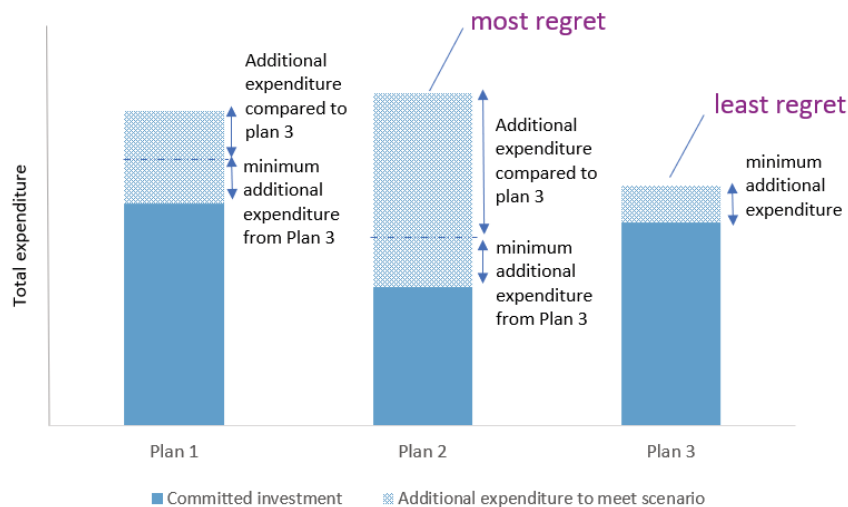 most regret
least regret
Additional
expenditure
compared to
plan 3
minimum
additional
expenditure
from Plan 3
Additional
expenditure
compared to
plan 3
minimum
additional
expenditure
from Plan 3
minimum
additional
expenditure
Total expenditure
Plan 1
Plan 2
Plan 3
Committed investment
Additional expenditure to meet scenario